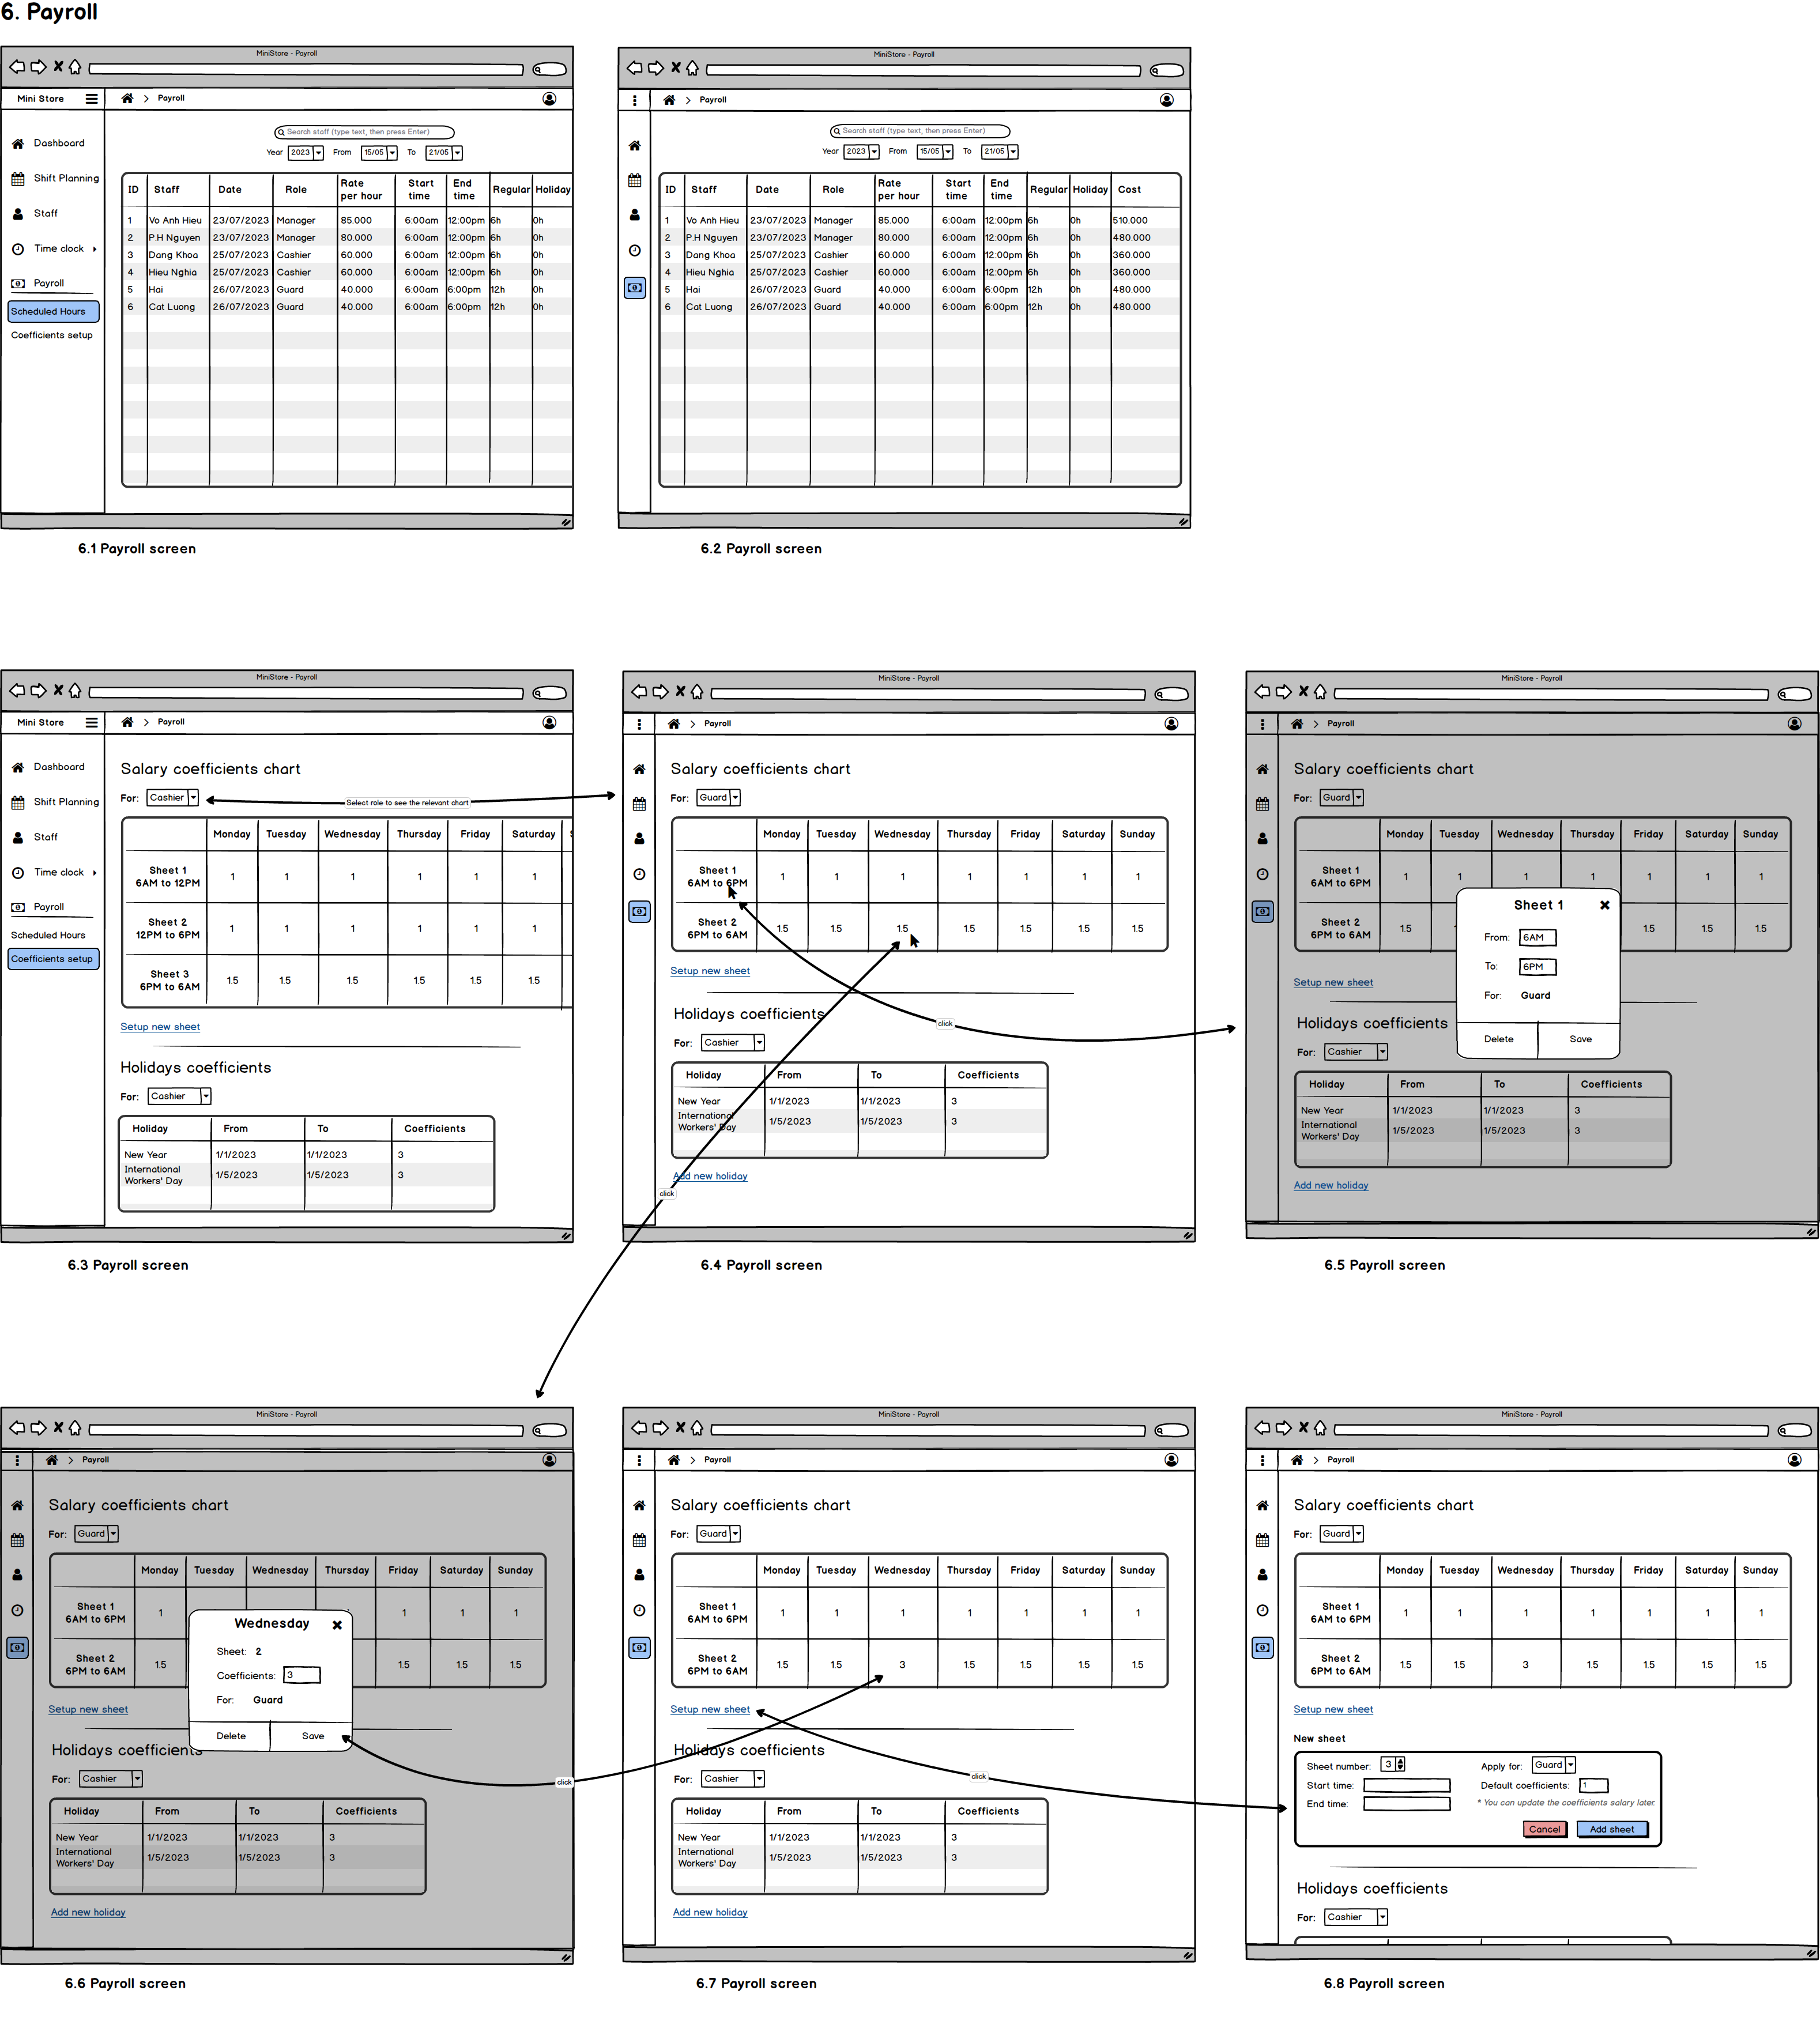 6. Payroll
MiniStore - Payroll
Mini Store
Payroll
Dashboard
Shift Planning
Staff
Time clock
Payroll
Scheduled Hours
Coefficients setup
Search staff (type text, then press Enter)
Year 2023 From 15/05 To 21/05
ID Staff Date Role Rate per hour Start time End time Regular Holiday
1 Vo Anh Hieu 23/07/2023 Manager 85.000 6:00am 12:00pm 6h 0h
2 P.H Nguyen 23/07/2023 Manager 80.000 6:00am 12:00pm 6h 0h
3 Dang Khoa 25/07/2023 Cashier 60.000 6:00am 12:00pm 6h 0h
4 Hieu Nghia 25/07/2023 Cashier 60.000 6:00am 12:00pm 6h 0h
5 Hai 26/07/2023 Guard 40.000 6:00am 6:00pm 12h 0h
6 Cat Luong 26/07/2023 Guard 40.000 6:00am 6:00pm 12h 0h
6.1 Payroll screen
MiniStore - Payroll
Payroll
Search staff (type text, then press Enter)
Year 2023 From 15/05 To 21/05
ID Staff Date Role Rate per hour Start time End time Regular Holiday Cost
1 Vo Anh Hieu 23/07/2023 Manager 85.000 6:00am 12:00pm 6h 0h 510.000
2 P.H Nguyen 23/07/2023 Manager 80.000 6:00am 12:00pm 6h 0h 480.000
3 Dang Khoa 25/07/2023 Cashier 60.000 6:00am 12:00pm 6h 0h 360.000
4 Hieu Nghia 25/07/2023 Cashier 60.000 6:00am 12:00pm 6h 0h 360.000
5 Hai 26/07/2023 Guard 40.000 6:00am 6:00pm 12h 0h 480.000
6 Cat Luong 26/07/2023 Guard 40.000 6:00am 6:00pm 12h 0h 480.000
6.2 Payroll screen
MiniStore - Payroll
Mini Store
Payroll
Dashboard
Shift Planning
Staff
Time clock
Payroll
Scheduled Hours
Coefficients setup
Salary coefficients chart
For: Cashier
Select role to see the relevant chart
Monday Tuesday Wednesday Thursday Friday Saturday S
Sheet 1 6AM to 12PM 1 1 1 1 1 1
Sheet 2 12PM to 6PM 1 1 1 1 1 1
Sheet 3 6PM to 6AM 1.5 1.5 1.5 1.5 1.5 1.5
Setup new sheet
Holidays coefficients
For: Cashier
Holiday From To Coefficients
New Year 1/1/2023 1/1/2023 3
International Workers' Day 1/5/2023 1/5/2023 3
6.3 Payroll screen
MiniStore - Payroll
Payroll
Salary coefficients chart
For: Guard
Monday Tuesday Wednesday Thursday Friday Saturday Sunday
Sheet 1 6AM to 6PM 1 1 1 1 1 1 1
Sheet 2 6PM to 6AM 1.5 1.5 1.5 1.5 1.5 1.5 1.5
Setup new sheet
click
Holidays coefficients
For: Cashier
Holiday From To Coefficients
New Year 1/1/2023 1/1/2023 3
International Workers' Day 1/5/2023 1/5/2023 3
Add new holiday
click
6.4 Payroll screen
MiniStore - Payroll
Payroll
Salary coefficients chart
For: Guard
Monday Tuesday Wednesday Thursday Friday Saturday Sunday
Sheet 1 6AM to 6PM 1 1 1 1 1 1 1
Sheet 2 6PM to 6AM 1.5 1.5 1.5 1.5
Sheet 1
From: 6AM
To: 6PM
For: Guard
Delete Save
Setup new sheet
Holidays coefficients
For: Cashier
Holiday From To Coefficients
New Year 1/1/2023 1/1/2023 3
International Workers' Day 1/5/2023 1/5/2023 3
Add new holiday
6.5 Payroll screen
MiniStore - Payroll
Payroll
Salary coefficients chart
For: Guard
Monday Tuesday Wednesday Thursday Friday Saturday Sunday
Sheet 1 6AM to 6PM 1 1 1 1
Sheet 2 6PM to 6AM 1.5 1.5 1.5 1.5
Wednesday
Sheet: 2
Coefficients: 3
For: Guard
Delete Save
click
Setup new sheet
Holidays coefficients
For: Cashier
Holiday From To Coefficients
New Year 1/1/2023 1/1/2023 3
International Workers' Day 1/5/2023 1/5/2023 3
Add new holiday
6.6 Payroll screen
MiniStore - Payroll
Payroll
Salary coefficients chart
For: Guard
Monday Tuesday Wednesday Thursday Friday Saturday Sunday
Sheet 1 6AM to 6PM 1 1 1 1 1 1 1
Sheet 2 6PM to 6AM 1.5 1.5 3 1.5 1.5 1.5 1.5
Setup new sheet
click
Holidays coefficients
For: Cashier
Holiday From To Coefficients
New Year 1/1/2023 1/1/2023 3
International Workers' Day 1/5/2023 1/5/2023 3
Add new holiday
6.7 Payroll screen
MiniStore - Payroll
Payroll
Salary coefficients chart
For: Guard
Monday Tuesday Wednesday Thursday Friday Saturday Sunday
Sheet 1 6AM to 6PM 1 1 1 1 1 1 1
Sheet 2 6PM to 6AM 1.5 1.5 3 1.5 1.5 1.5 1.5
Setup new sheet
New sheet
Sheet number: 3 Apply for: Guard
Start time: Default coefficients: 1
End time: * You can update the coefficients salary later
Cancel Add sheet
Holidays coefficients
For: Cashier
6.8 Payroll screen